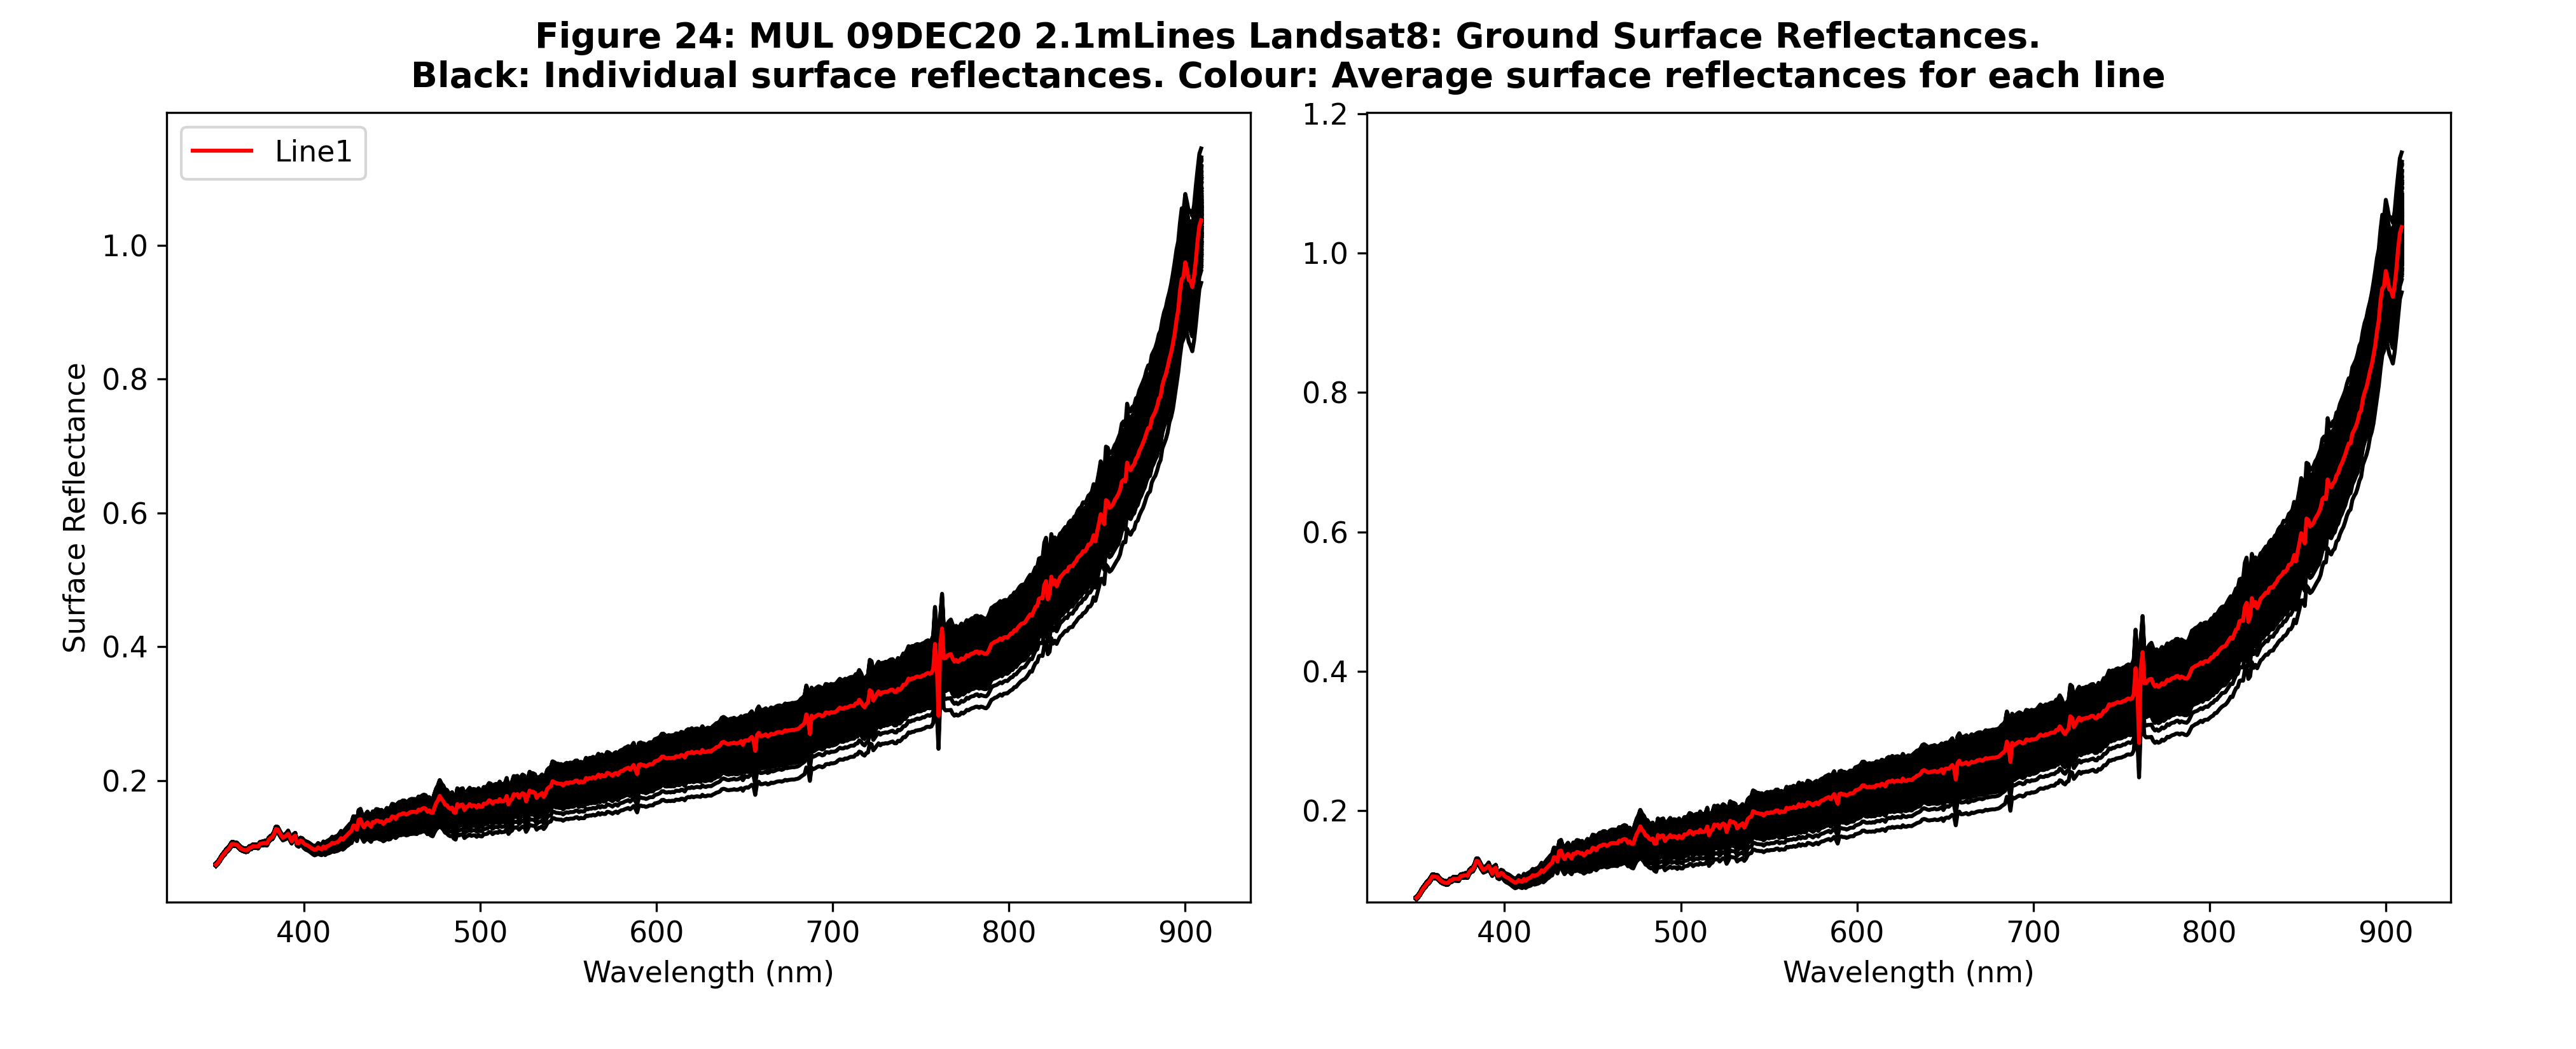 Figure 24: MUL 09DEC20 2.1mLines Landsat8: Ground Surface Reflectances.
Black: Individual surface reflectances. Colour: Average surface reflectances for each line
Line1
Surface Reflectance
1.0
0.8
0.6
0.4
0.2
400 500 600 700 800 900
Wavelength (nm)
1.2
1.0
0.8
0.6
0.4
0.2
400 500 600 700 800 900
Wavelength (nm)